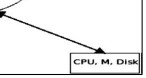 CPU, M, Disk